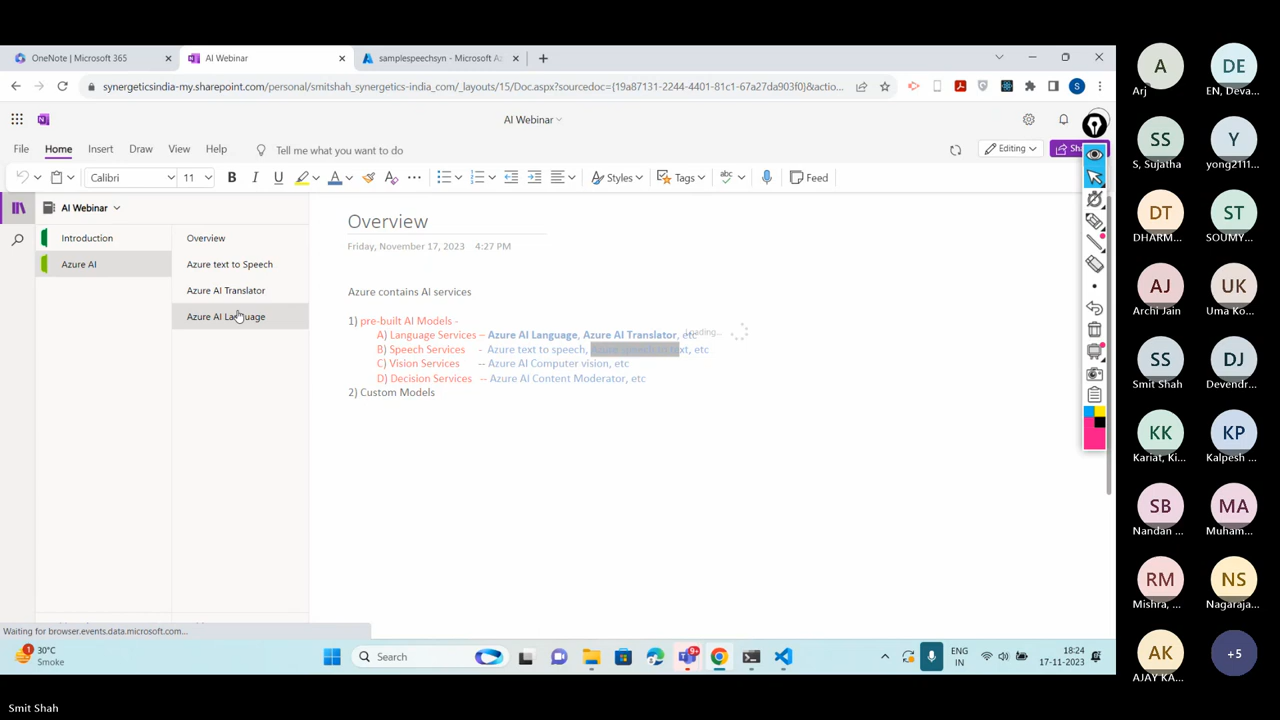 OneNote | Microsoft 365
AI Webinar
samplespeechsyn - Microsoft Az
synergeticsindia-my.sharepoint.com/personal/smitshah_synergetics-india_com/_layouts/15/Doc.aspx?sourcedoc={19a87131-2244-4401-81c1-67a27da903f0}&actio...
AI Webinar
File Home Insert Draw View Help Tell me what you want to do Editing
Calibri 11 B I U A Styles Tags Feed
AI Webinar
Introduction
Azure AI
Overview
Azure text to Speech
Azure AI Translator
Azure AI Language
Overview
Friday, November 17, 2023 4:27 PM
Azure contains AI services
1) pre-built AI Models -
A) Language Services -- Azure AI Language, Azure AI Translator, etc
Loading...
B) Speech Services - Azure text to speech, Azure speech to text, etc
C) Vision Services -- Azure AI Computer vision, etc
D) Decision Services -- Azure AI Content Moderator, etc
2) Custom Models
Waiting for browser.events.data.microsoft.com...
1
30°C
Smoke
Search
9+
ENG
IN
18:24
17-11-2023
A
Arj
DE
EN, Deva...
SS
S, Sujatha
Y
yong2111...
DT
DHARM...
ST
SOUMY...
AJ
Archi Jain
UK
Uma Ko...
SS
Smit Shah
DJ
Devendr...
KK
Kariat, Ki...
KP
Kalpesh ...
SB
Nandan ...
MA
Muham...
RM
Mishra, ...
NS
Nagaraja...
AK
AJAY KA...
+5
Smit Shah